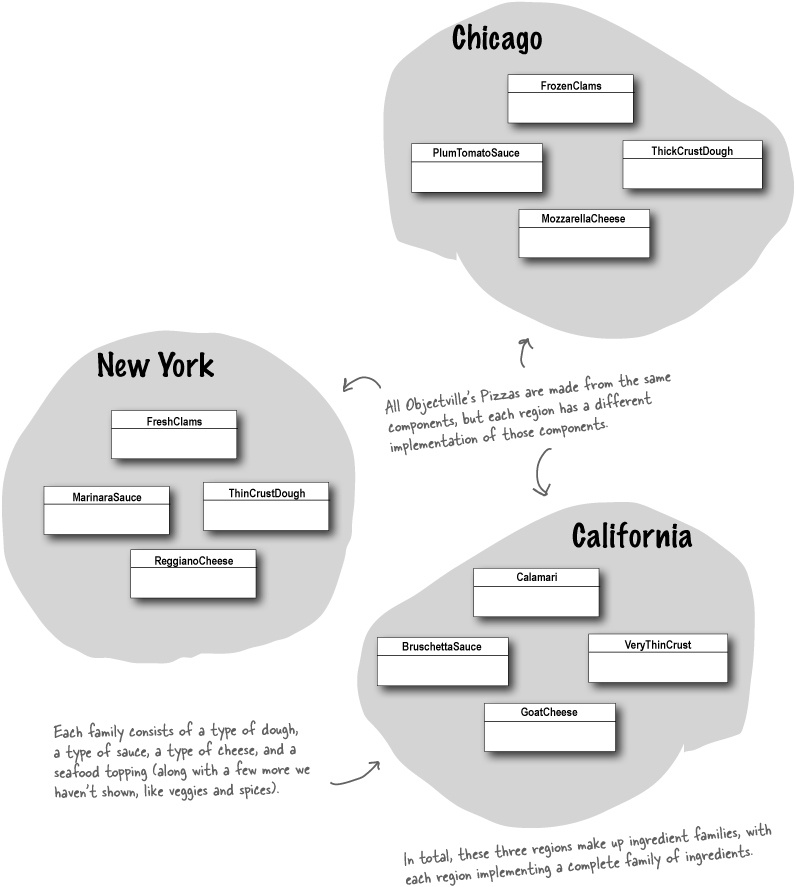 Chicago
FrozenClams
PlumTomatoSauce
ThickCrustDough
MozzarellaCheese
New York
FreshClams
MarinaraSauce
ThinCrustDough
ReggianoCheese
All Objectville's Pizzas are made from the same
components, but each region has a different
implementation of those components.
California
Calamari
BruschettaSauce
VeryThinCrust
GoatCheese
Each family consists of a type of dough,
a type of sauce, a type of cheese, and a
seafood topping (along with a few more we
haven't shown, like veggies and spices).
In total, these three regions make up ingredient families, with
each region implementing a complete family of ingredients.